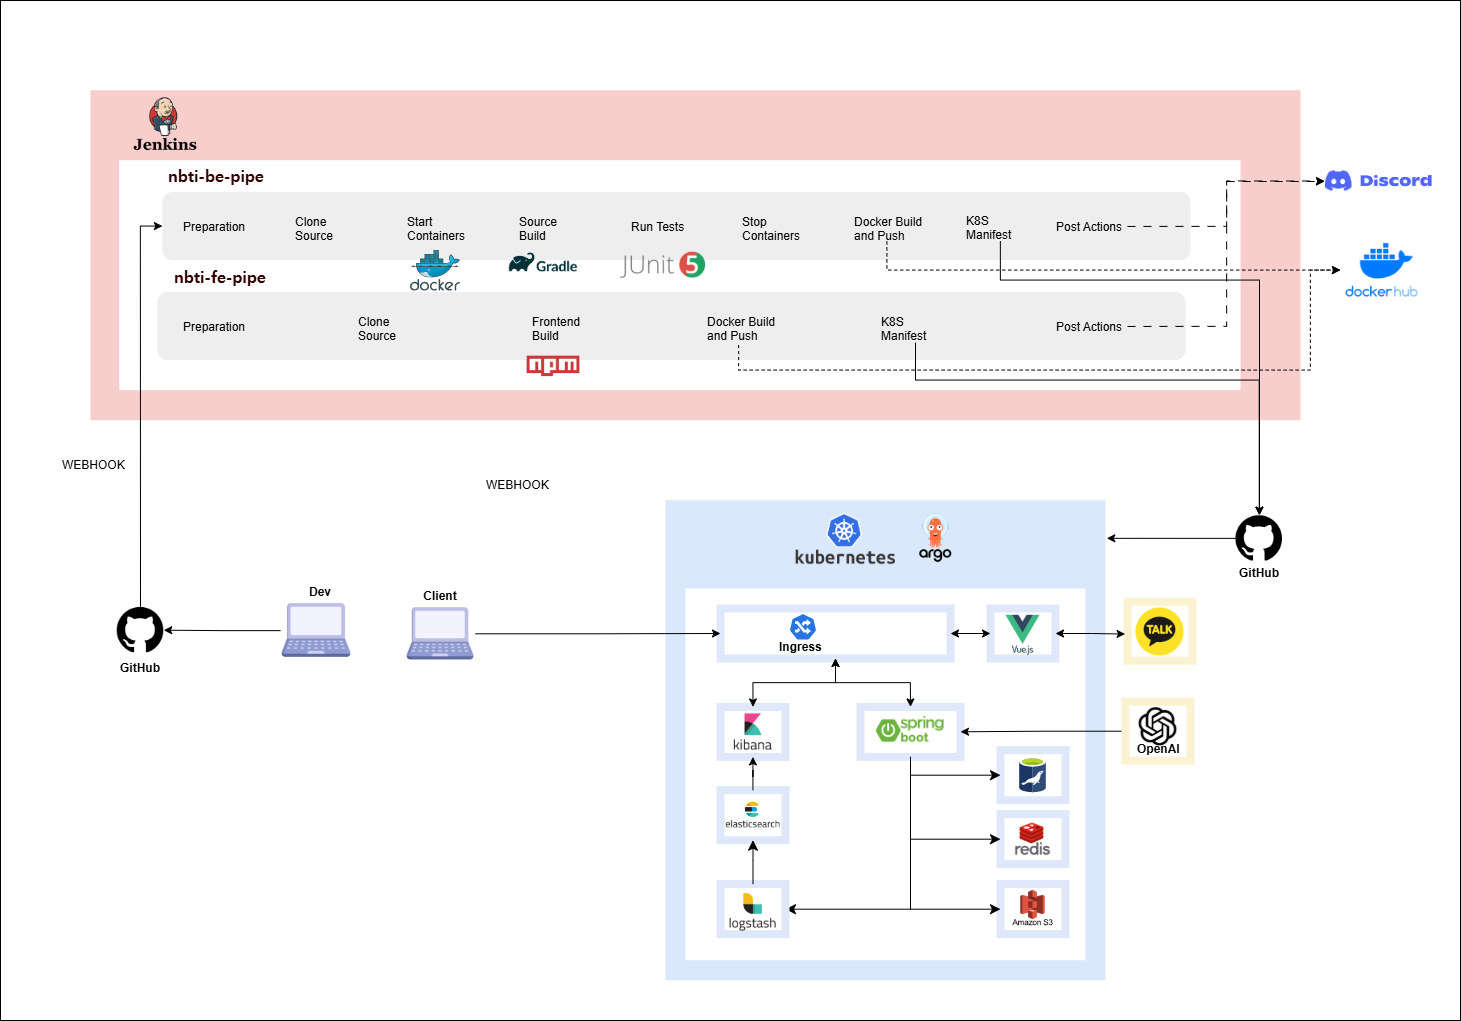 Jenkins
nbti-be-pipe
Preparation
Clone
Source
Start
Containers
Source
Build
Run Tests
Stop
Containers
Docker Build
and Push
K8S
Manifest
Post Actions
docker
Gradle
JUnit 5
nbti-fe-pipe
Preparation
Clone
Source
Frontend
Build
Docker Build
and Push
K8S
Manifest
Post Actions
npm
Discord
dockerhub
WEBHOOK
WEBHOOK
kubernetes
argo
GitHub
Dev
Client
GitHub
Ingress
Vue.js
TALK
kibana
spring
boot
OpenAI
elasticsearch
redis
logstash
Amazon S3